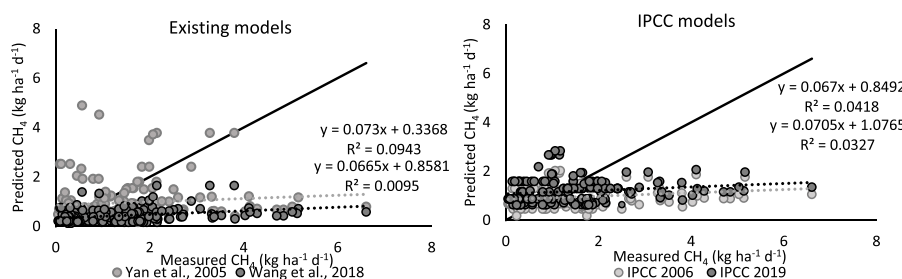 Existing models
Predicted CH4 (kg ha-1 d-1)
8
6
4
2
0
y = 0.073x + 0.3368
R² = 0.0943
y = 0.0665x + 0.8581
R² = 0.0095
0 2 4 6 8
Measured CH4 (kg ha-1 d-1)
Yan et al., 2005 Wang et al., 2018
IPCC models
Predicted CH4 (kg ha-1 d-1)
8
6
4
2
0
y = 0.067x + 0.8492
R² = 0.0418
y = 0.0705x + 1.0765
R² = 0.0327
0 2 4 6 8
Measured CH4 (kg ha-1 d-1)
IPCC 2006 IPCC 2019